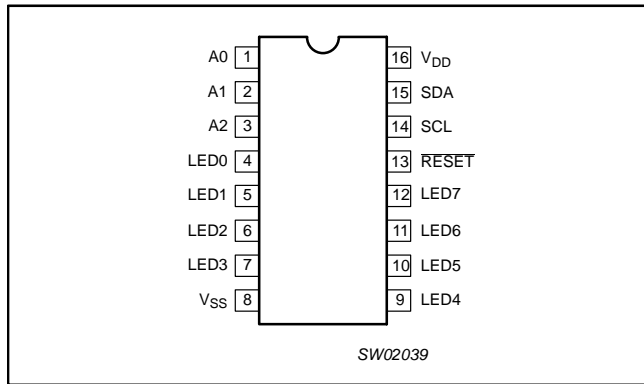 A0 1 16 VDD
A1 2 15 SDA
A2 3 14 SCL
LED0 4 13 RESET
LED1 5 12 LED7
LED2 6 11 LED6
LED3 7 10 LED5
VSS 8 9 LED4
SW02039